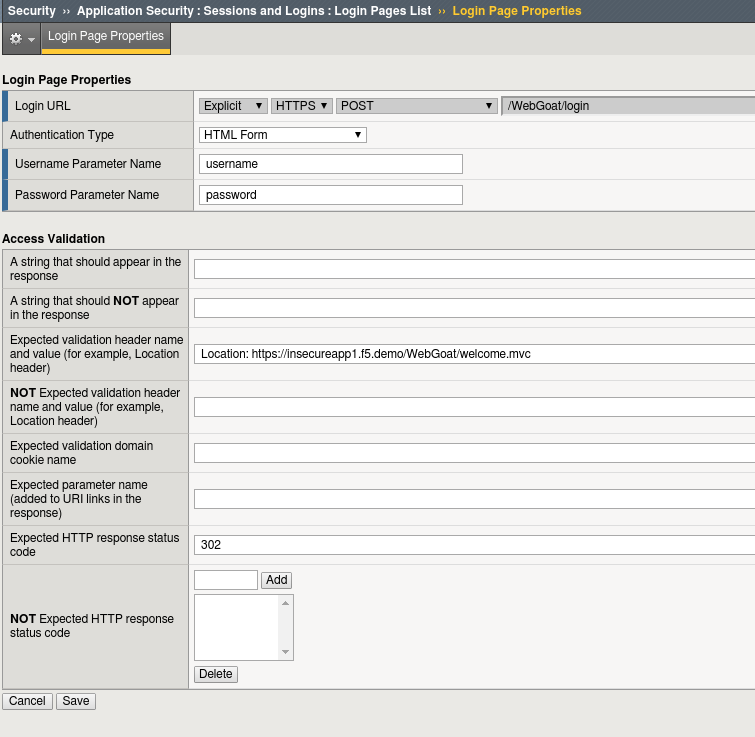 Security ›› Application Security : Sessions and Logins : Login Pages List ›› Login Page Properties
Login Page Properties
Login Page Properties
Login URL Explicit HTTPS POST /WebGoat/login
Authentication Type HTML Form
Username Parameter Name username
Password Parameter Name password
Access Validation
A string that should appear in the
response
A string that should NOT appear
in the response
Expected validation header name
and value (for example, Location
header)
Location: https://insecureapp1.f5.demo/WebGoat/welcome.mvc
NOT Expected validation header
name and value (for example,
Location header)
Expected validation domain
cookie name
Expected parameter name
(added to URI links in the
response)
Expected HTTP response status
code
302
Add
NOT Expected HTTP response
status code
Delete
Cancel Save